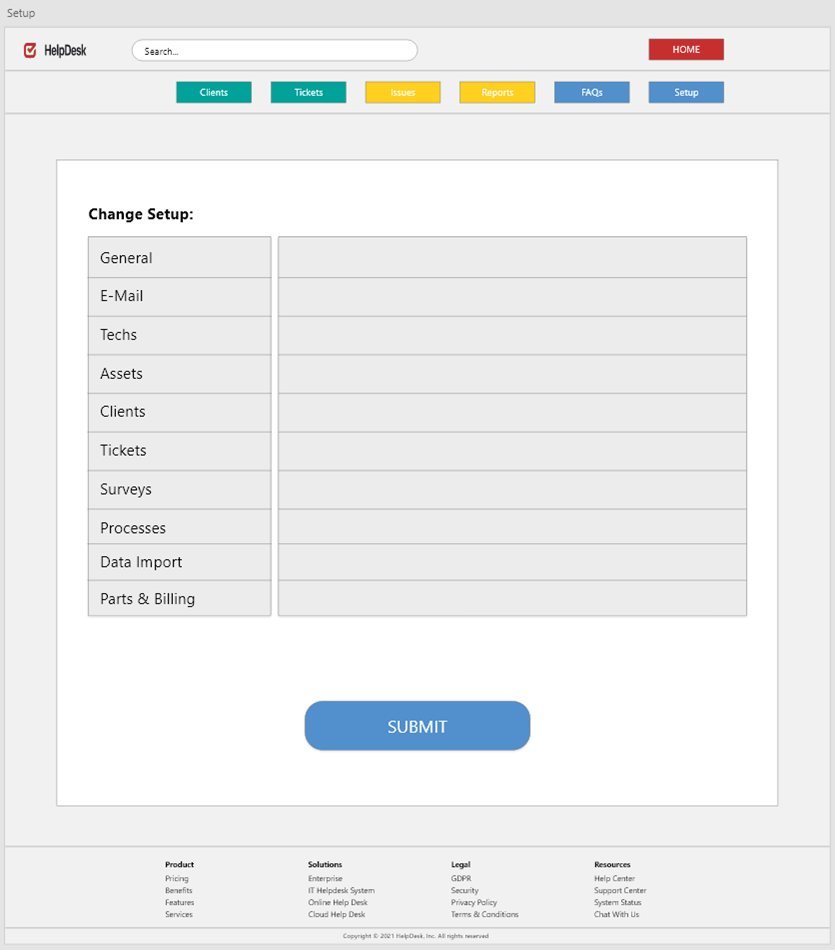 Setup
HelpDesk
Search...
HOME
Clients
Tickets
Issues
Reports
FAQs
Setup
Change Setup:
General
E-Mail
Techs
Assets
Clients
Tickets
Surveys
Processes
Data Import
Parts & Billing
SUBMIT
Product
Pricing
Benefits
Features
Services
Solutions
Enterprise
IT Helpdesk System
Online Help Desk
Cloud Help Desk
Legal
GDPR
Security
Privacy Policy
Terms & Conditions
Resources
Help Center
Support Center
System Status
Chat With Us
Copyright © 2021 HelpDesk, Inc. All rights reserved